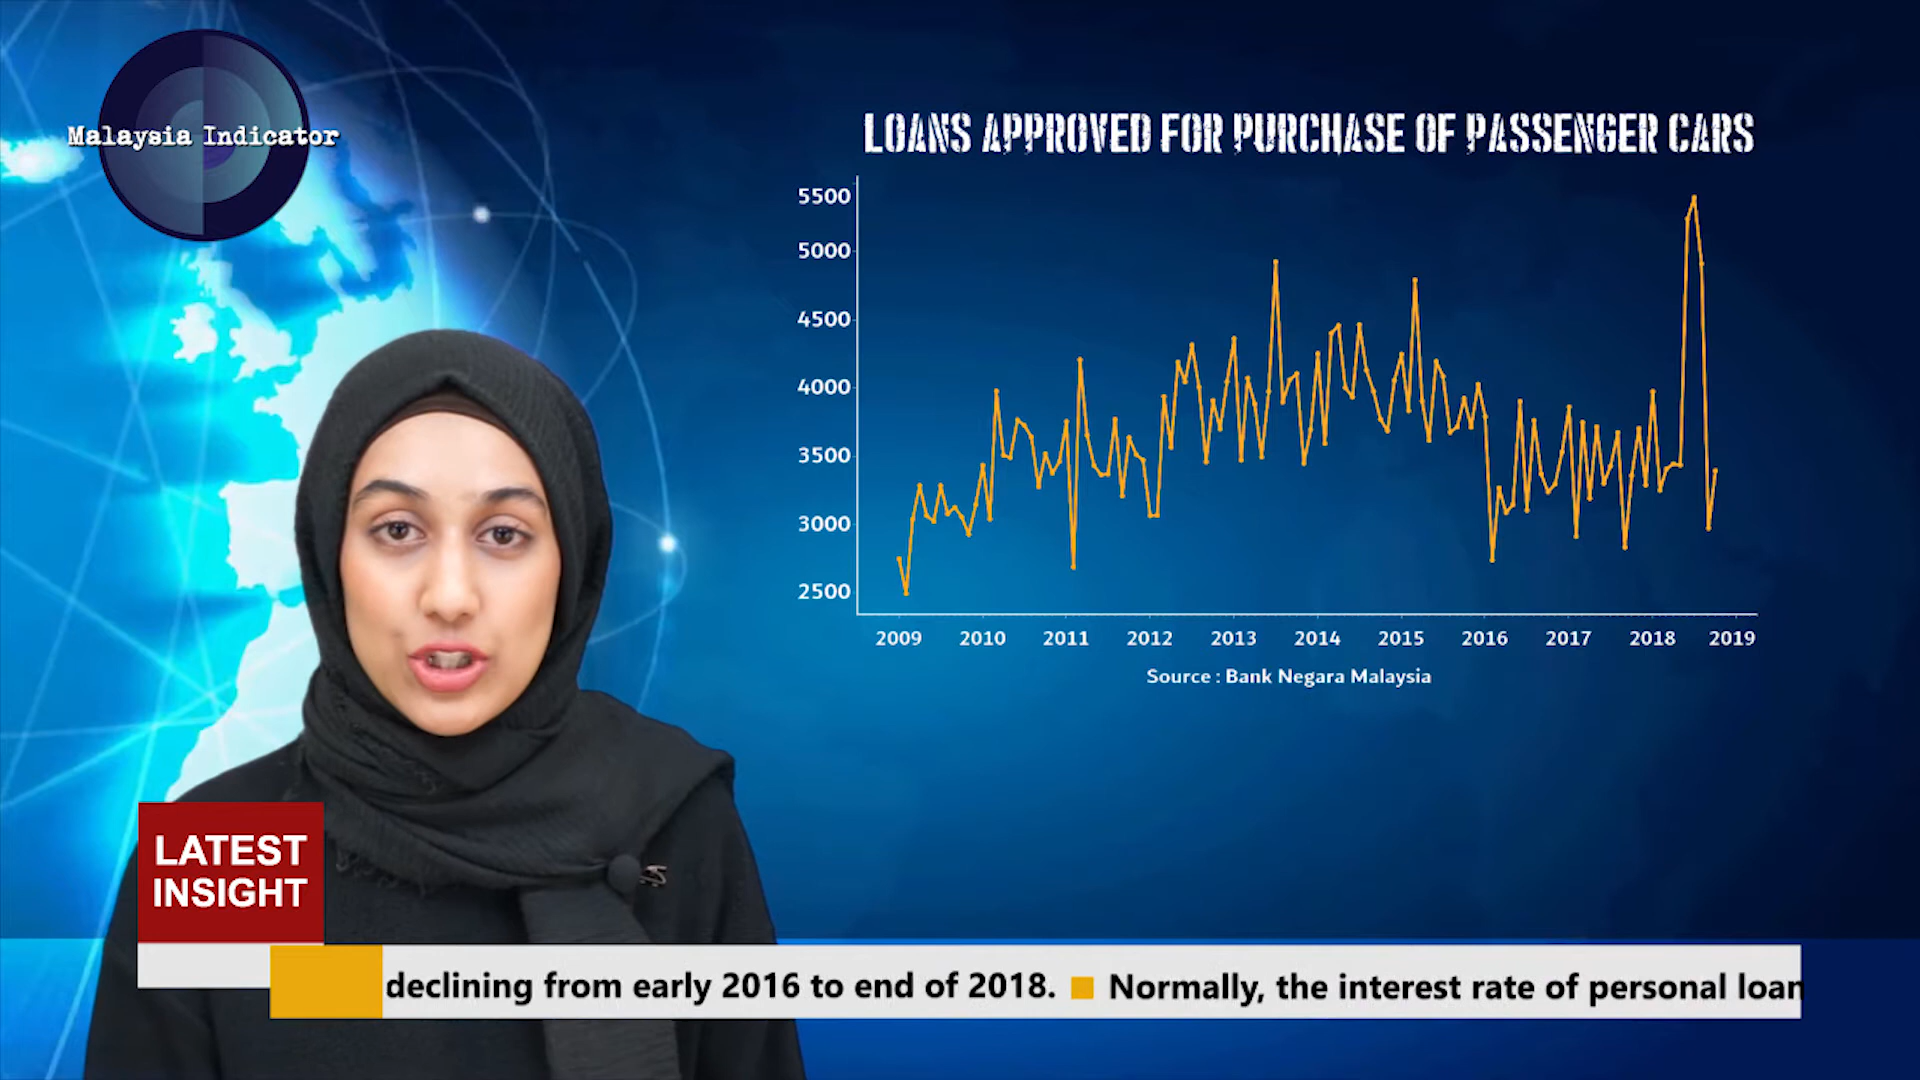 Malaysia Indicator
LOANS APPROVED FOR PURCHASE OF PASSENGER CARS
5500
5000
4500
4000
3500
3000
2500
2009 2010 2011 2012 2013 2014 2015 2016 2017 2018 2019
Source : Bank Negara Malaysia
LATEST
INSIGHT
declining from early 2016 to end of 2018. Normally, the interest rate of personal loan